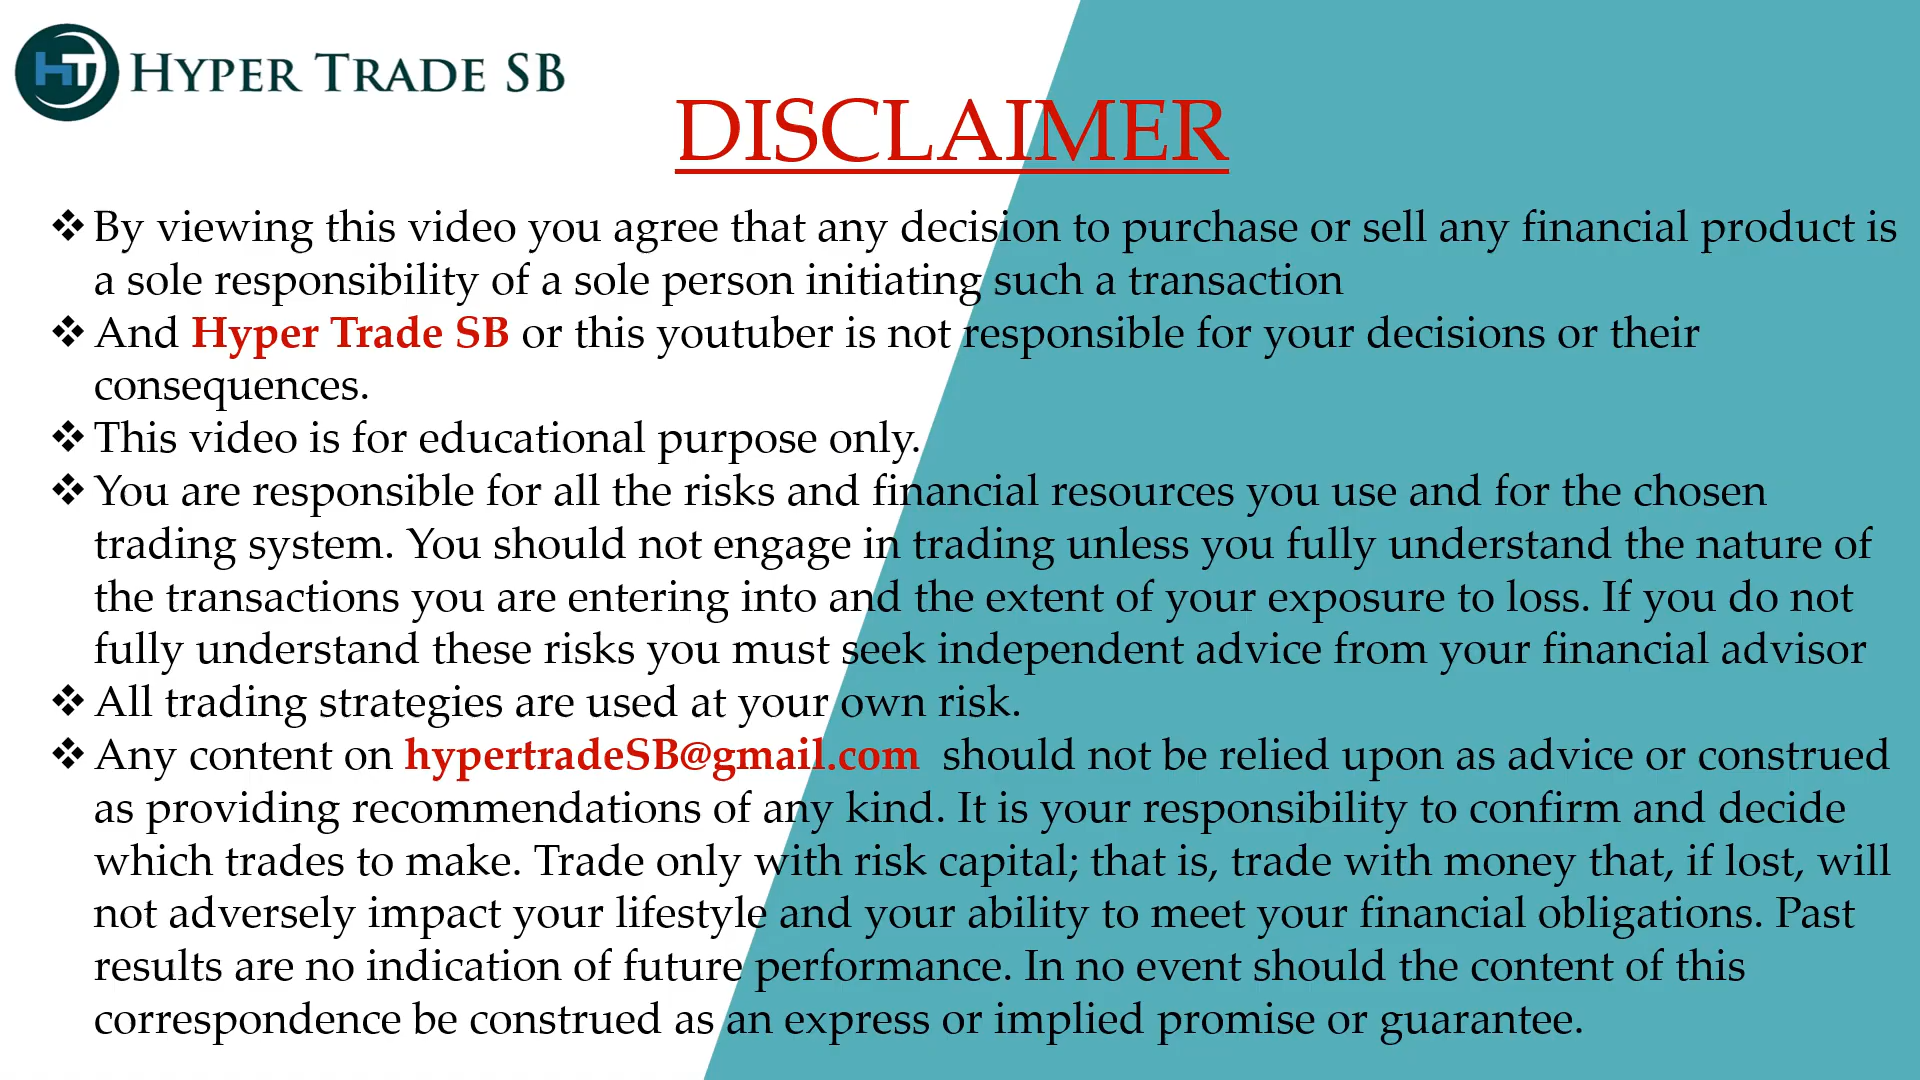 HT HYPER TRADE SB
DISCLAIMER
❖ By viewing this video you agree that any decision to purchase or sell any financial product is
a sole responsibility of a sole person initiating such a transaction
❖ And Hyper Trade SB or this youtuber is not responsible for your decisions or their
consequences.
❖ This video is for educational purpose only.
❖ You are responsible for all the risks and financial resources you use and for the chosen
trading system. You should not engage in trading unless you fully understand the nature of
the transactions you are entering into and the extent of your exposure to loss. If you do not
fully understand these risks you must seek independent advice from your financial advisor
❖ All trading strategies are used at your own risk.
❖ Any content on hypertradeSB@gmail.com should not be relied upon as advice or construed
as providing recommendations of any kind. It is your responsibility to confirm and decide
which trades to make. Trade only with risk capital; that is, trade with money that, if lost, will
not adversely impact your lifestyle and your ability to meet your financial obligations. Past
results are no indication of future performance. In no event should the content of this
correspondence be construed as an express or implied promise or guarantee.